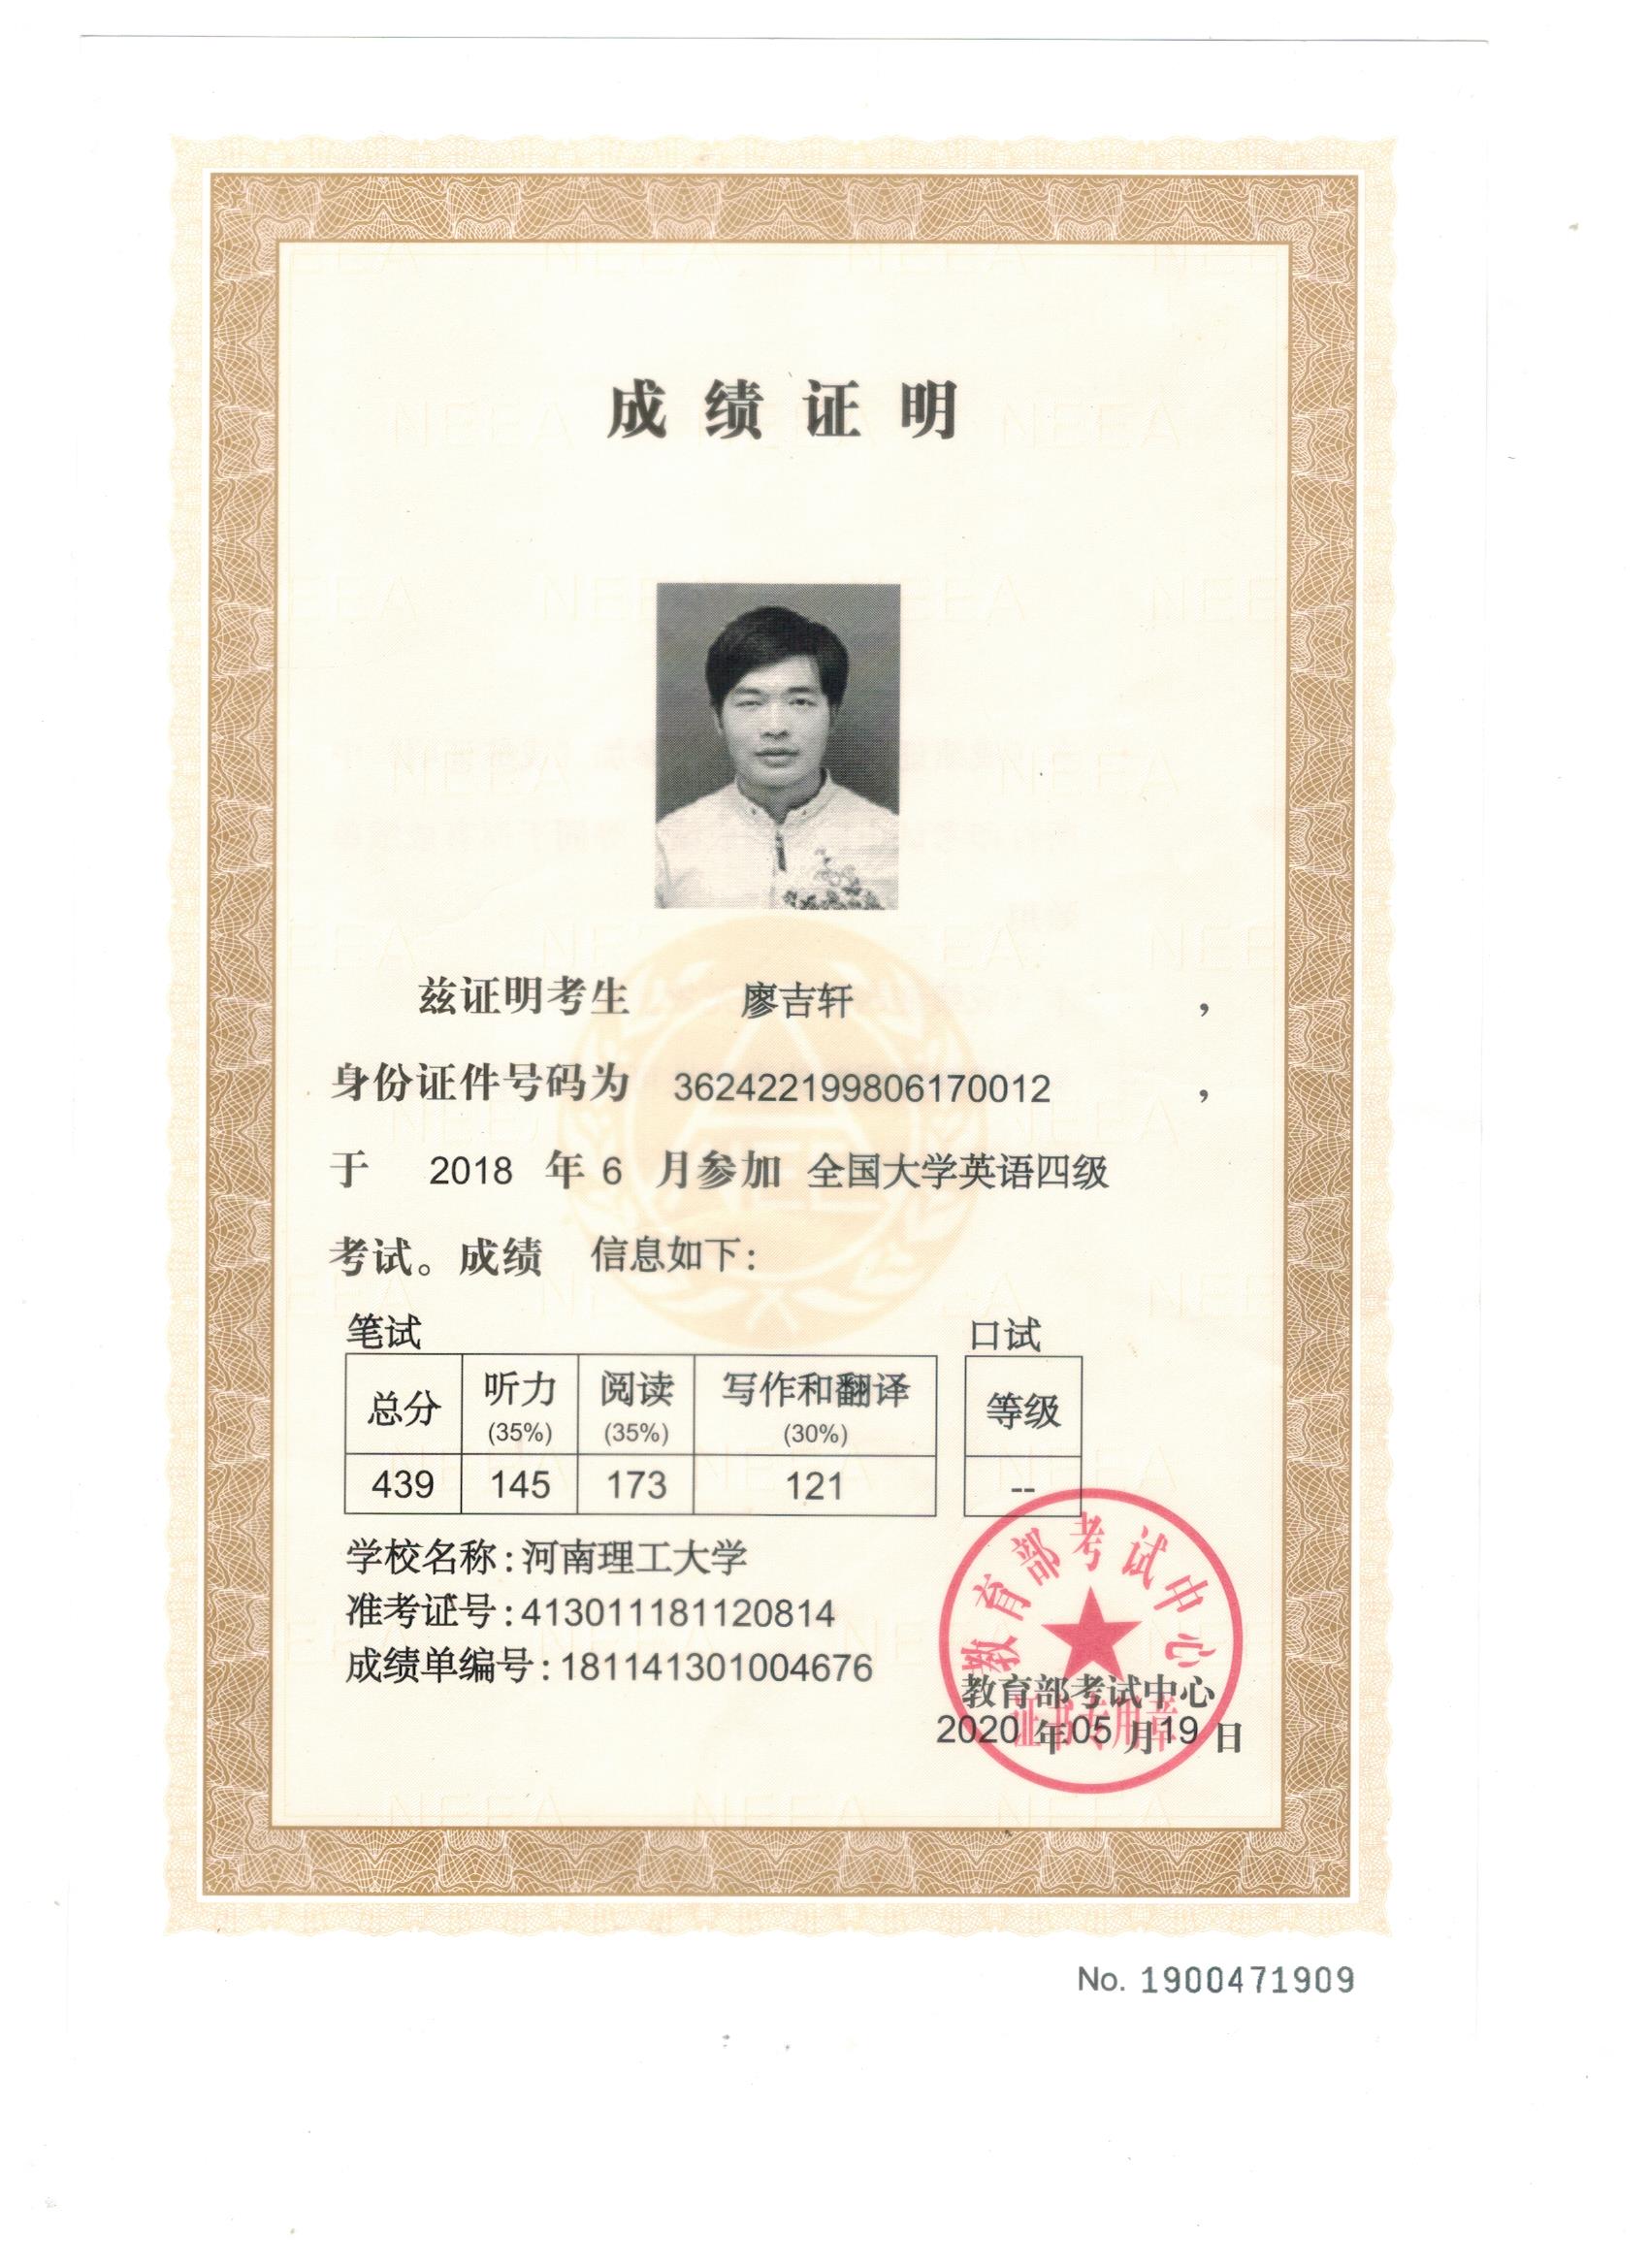 成绩证明
兹证明考生 廖吉轩 ，
身份证件号码为 362422199806170012 ，
于 2018 年 6 月参加 全国大学英语四级
考试。成绩 信息如下：
笔试 口试
总分 听力 (35%) 阅读 (35%) 写作和翻译 (30%) 等级
439 145 173 121 --
学校名称：河南理工大学
准考证号：413011181120814
成绩单编号：181141301004676
教育部考试中心
证书专用章
教育部考试中心
2020 年 05 月 19 日
No. 1900471909
NEEA